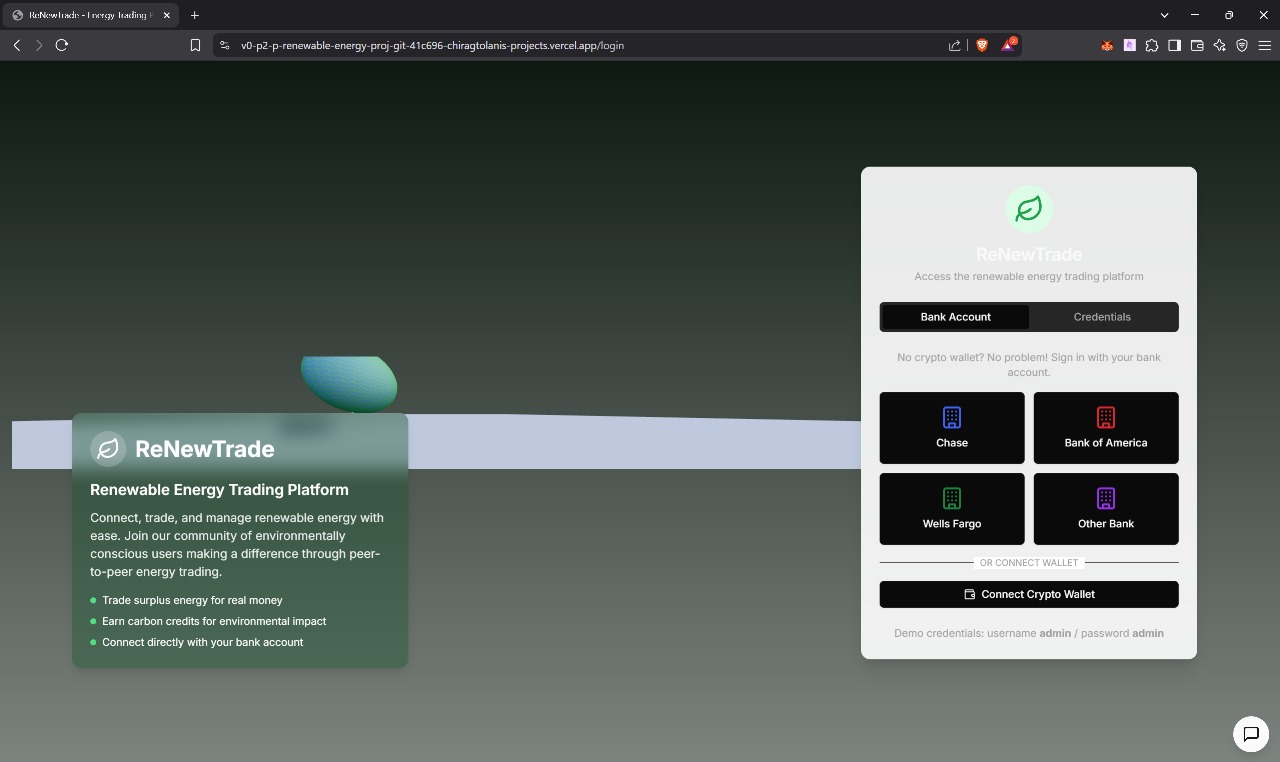 ReNewTrade - Energy Trading P
v0-p2-p-renewable-energy-proj-git-41c696-chiragtolanis-projects.vercel.app/login
2
ReNewTrade
Renewable Energy Trading Platform
Connect, trade, and manage renewable energy with
ease. Join our community of environmentally
conscious users making a difference through peer-
to-peer energy trading.
Trade surplus energy for real money
Earn carbon credits for environmental impact
Connect directly with your bank account
ReNewTrade
Access the renewable energy trading platform
Bank Account
Credentials
No crypto wallet? No problem! Sign in with your bank
account.
Chase
Bank of America
Wells Fargo
Other Bank
OR CONNECT WALLET
Connect Crypto Wallet
Demo credentials: username admin / password admin